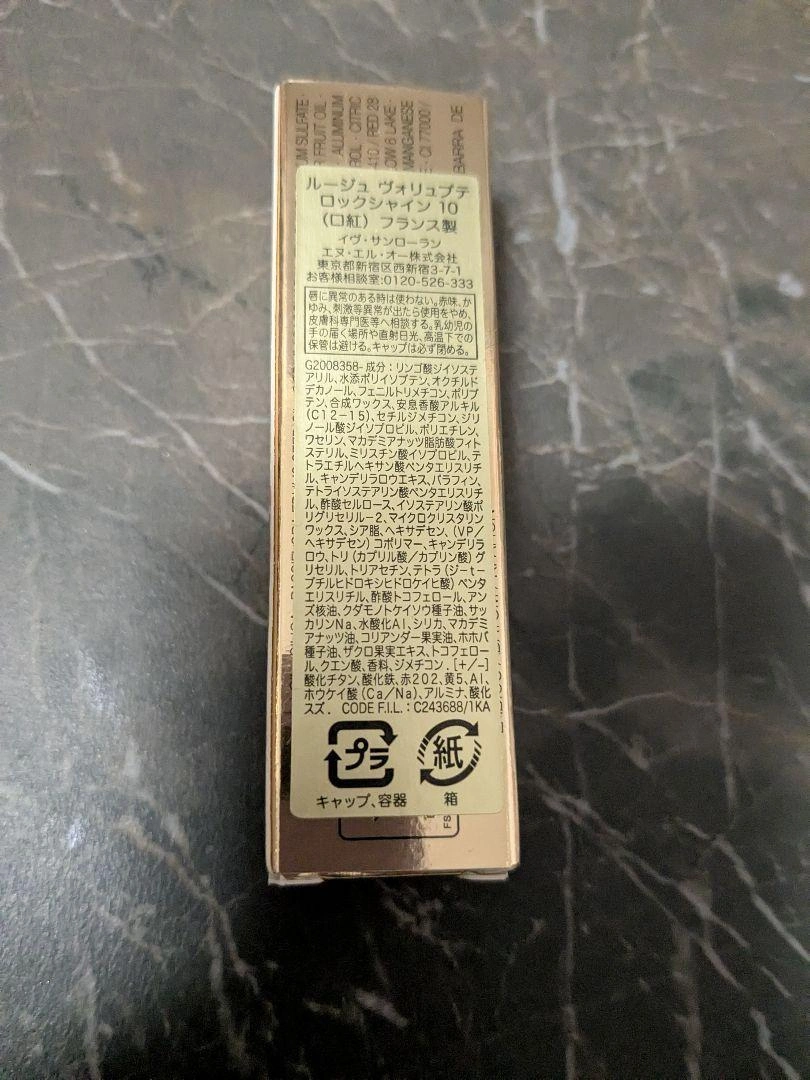 UM SULFATE ·
FRUIT OIL ·
ALUMINUM
ROL · CITRIC
410 / RED 28
OW 6 LAKE ·
MANGANESE
CI 77000 /
BARRA DE
ルージュ ヴォリュプテ
ロックシャイン 10
(口紅) フランス製
イヴ・サンローラン
エヌ・エル・オー株式会社
東京都新宿区西新宿3-7-1
お客様相談室:0120-526-333
唇に異常のある時は使わない。赤味、か
ゆみ、刺激等異常が出たら使用をやめ、
皮膚科専門医等へ相談する。乳幼児の
手の届く場所や直射日光、高温下での
保管は避ける。キャップは必ず閉める。
G2008358- 成分：リンゴ酸ジイソステ
アリル、水添ポリイソブテン、オクチルド
デカノール、フェニルトリメチコン、ポリブ
テン、合成ワックス、安息香酸アルキル
(C12-15)、セチルジメチコン、ジリ
ノール酸ジイソプロピル、ポリエチレン、
ワセリン、マカデミアナッツ脂肪酸フィト
ステリル、ミリスチン酸イソプロピル、テ
トラエチルヘキサン酸ペンタエリスリチ
ル、キャンデリラロウエキス、パラフィン、
テトライソステアリン酸ペンタエリスリチ
ル、酢酸セルロース、イソステアリン酸ポ
リグリセリル-2、マイクロクリスタリン
ワックス、シア脂、ヘキサデセン、(VP/
ヘキサデセン) コポリマー、キャンデリラ
ロウ、トリ (カプリル酸/カプリン酸) グ
リセリル、トリアセチン、テトラ (ジ-t-
ブチルヒドロキシヒドロケイヒ酸) ペンタ
エリスリチル、酢酸トコフェロール、アン
ズ核油、クダモノトケイソウ種子油、サッ
カリンNa、水酸化Al、シリカ、マカデミ
アナッツ油、コリアンダー果実油、ホホバ
種子油、ザクロ果実エキス、トコフェロー
ル、クエン酸、香料、ジメチコン . [+/-]
酸化チタン、酸化鉄、赤202、黄5、Al、
ホウケイ酸 (Ca/Na)、アルミナ、酸化
スズ . CODE F.I.L. : C243688/1KA
プラ 紙
キャップ、容器 箱
FS